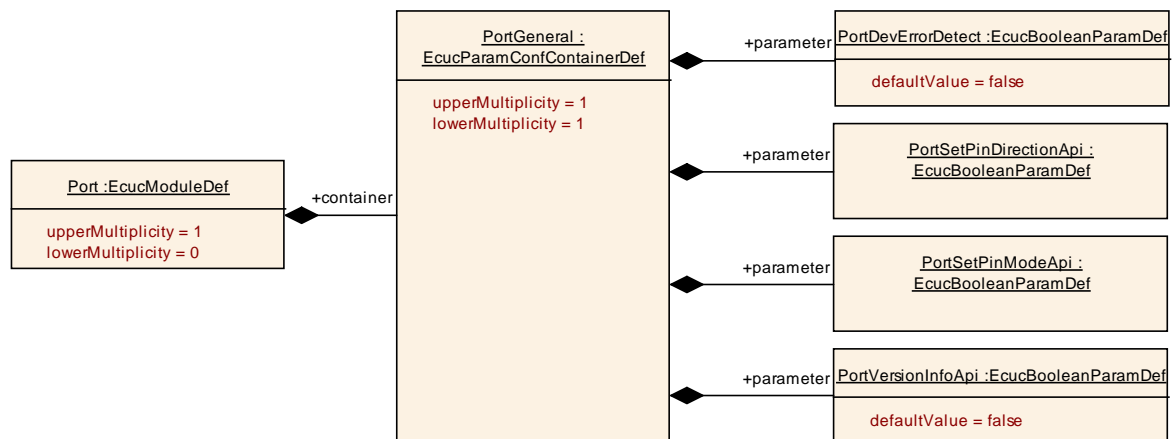 Port :EcucModuleDef
upperMultiplicity = 1
lowerMultiplicity = 0
+container
PortGeneral :
EcucParamConfContainerDef
upperMultiplicity = 1
lowerMultiplicity = 1
+parameter
PortDevErrorDetect :EcucBooleanParamDef
defaultValue = false
+parameter
PortSetPinDirectionApi :
EcucBooleanParamDef
+parameter
PortSetPinModeApi :
EcucBooleanParamDef
+parameter
PortVersionInfoApi :EcucBooleanParamDef
defaultValue = false